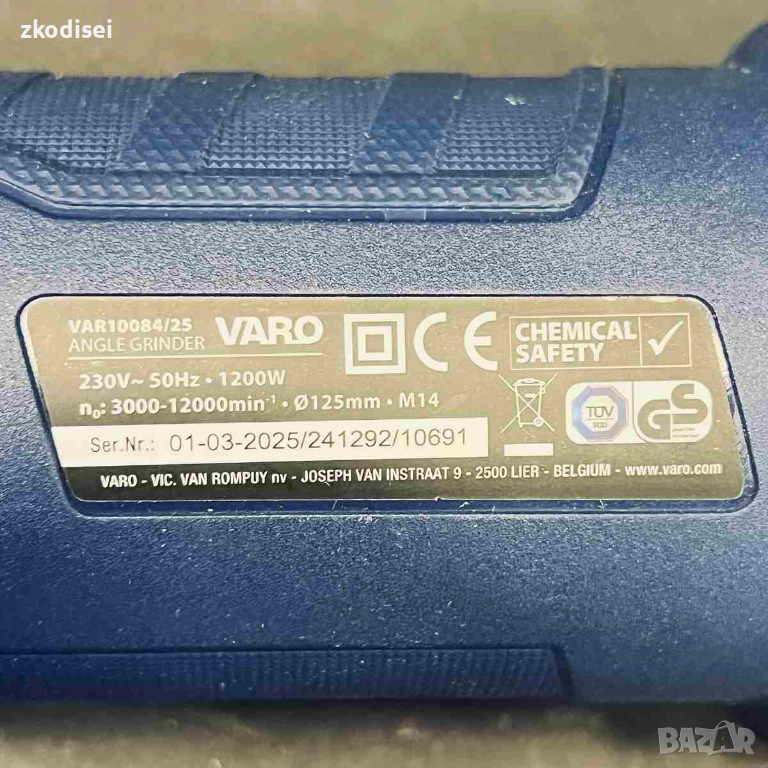 zkodisei
VAR10084/25 VARO
ANGLE GRINDER
CE
CHEMICAL
SAFETY
230V~ 50Hz • 1200W
n₀: 3000-12000min⁻¹ • Ø125mm • M14
TÜV
SÜD
GS
Ser.Nr.: 01-03-2025/241292/10691
VARO - VIC. VAN ROMPUY nv - JOSEPH VAN INSTRAAT 9 - 2500 LIER - BELGIUM - www.varo.com
BAZAR